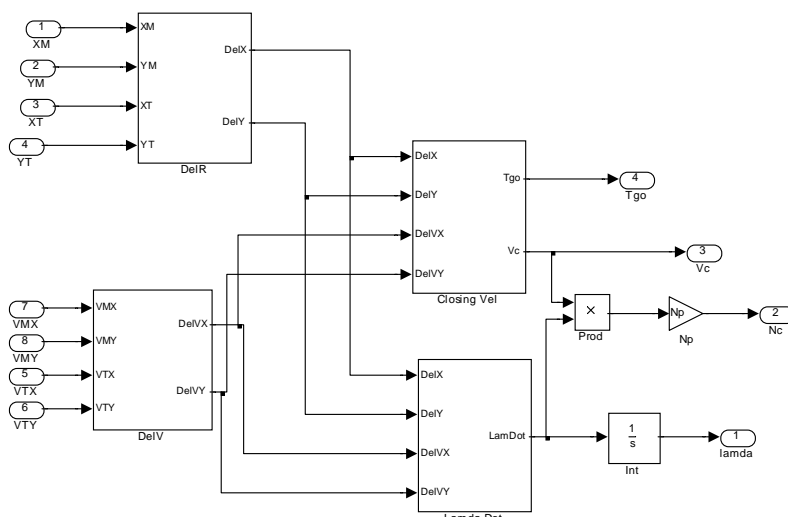 1
XM
2
YM
3
XT
4
YT
XM
YM
XT
YT
DelX
DelY
DelR
7
VMX
8
VMY
5
VTX
6
VTY
VMX
VMY
VTX
VTY
DelVX
DelVY
DelV
DelX
DelY
DelVX
DelVY
Tgo
Vc
Closing Vel
4
Tgo
3
Vc
×
Prod
Np
Np
2
Nc
DelX
DelY
DelVX
DelVY
LamDot
Lamda Dot
1
s
Int
1
lamda